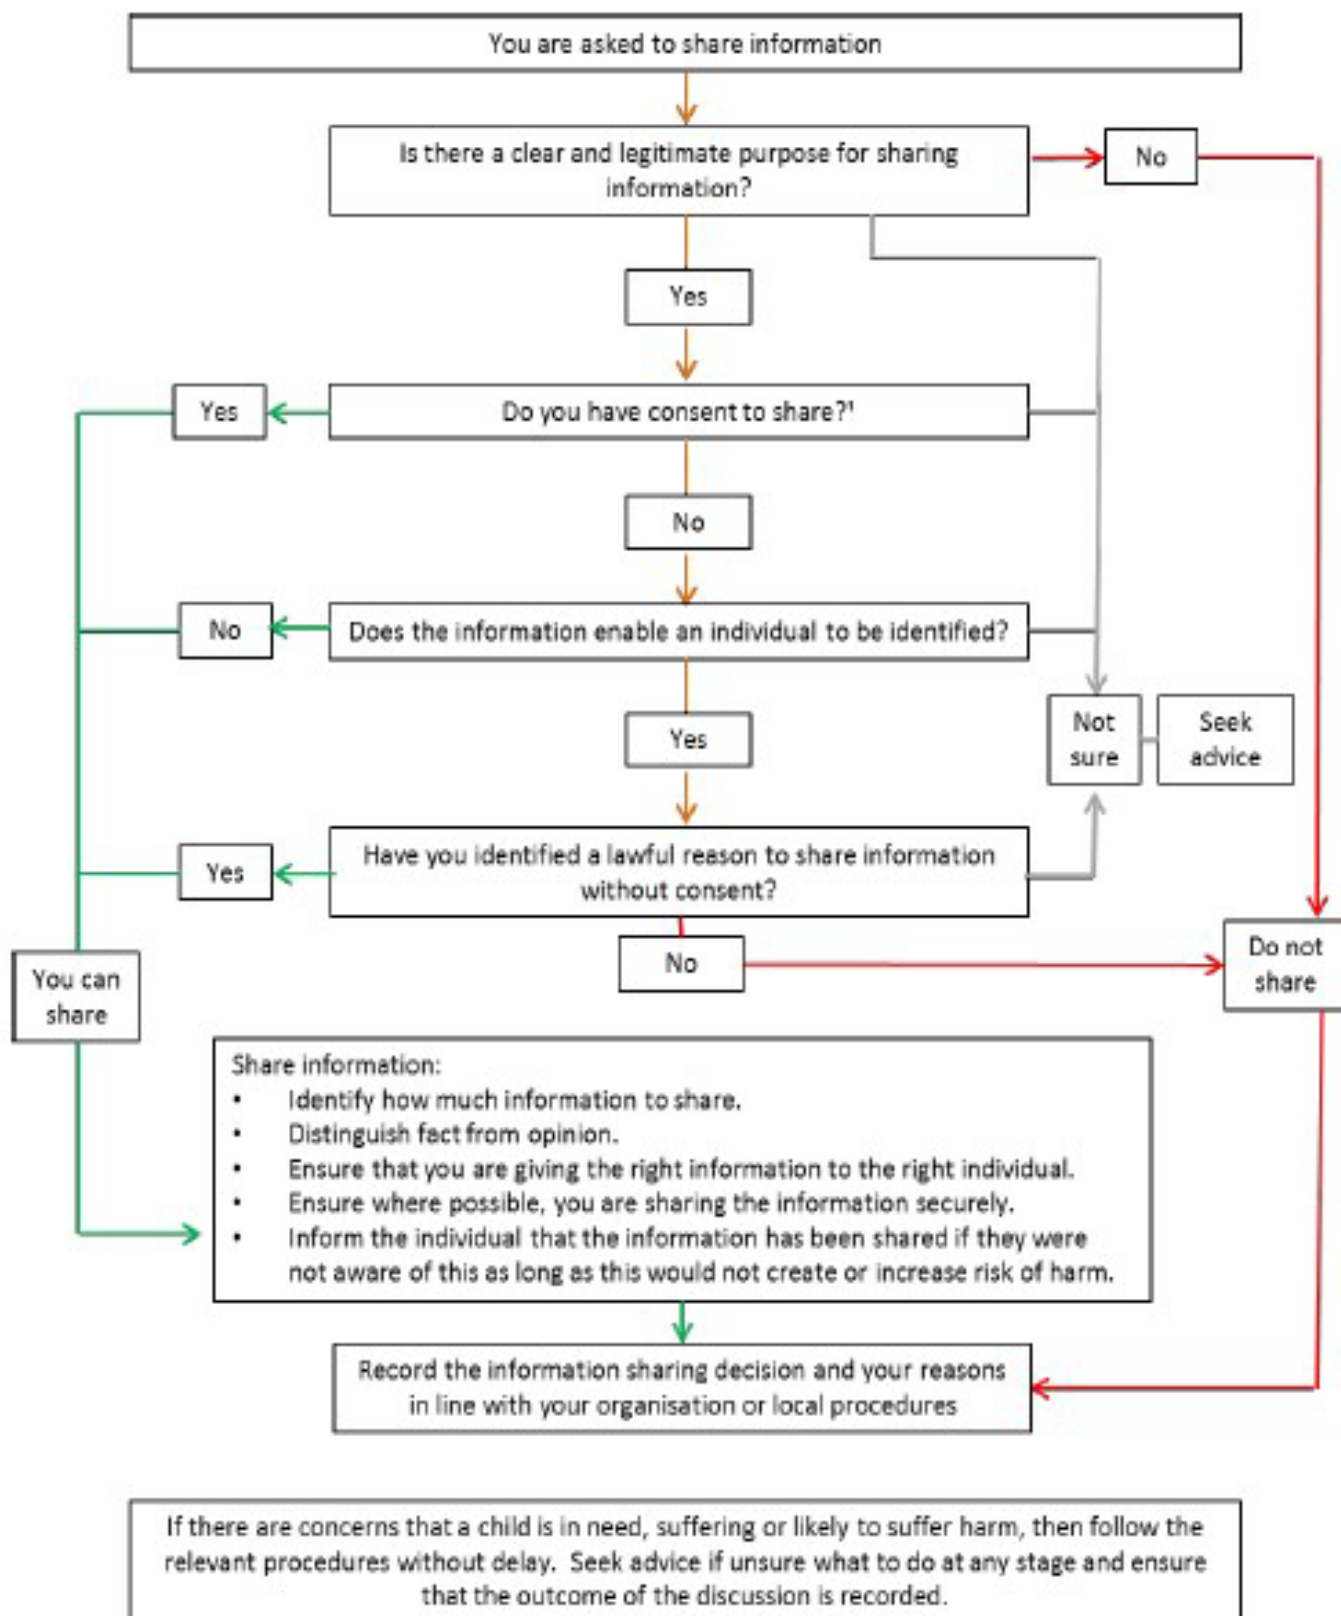 You are asked to share information
Is there a clear and legitimate purpose for sharing
information?
No
Yes
Yes
Do you have consent to share?¹
No
No
Does the information enable an individual to be identified?
Yes
Not
sure
Seek
advice
Yes
Have you identified a lawful reason to share information
without consent?
No
Do not
share
You can
share
Share information:
• Identify how much information to share.
• Distinguish fact from opinion.
• Ensure that you are giving the right information to the right individual.
• Ensure where possible, you are sharing the information securely.
• Inform the individual that the information has been shared if they were
not aware of this as long as this would not create or increase risk of harm.
Record the information sharing decision and your reasons
in line with your organisation or local procedures
If there are concerns that a child is in need, suffering or likely to suffer harm, then follow the
relevant procedures without delay. Seek advice if unsure what to do at any stage and ensure
that the outcome of the discussion is recorded.